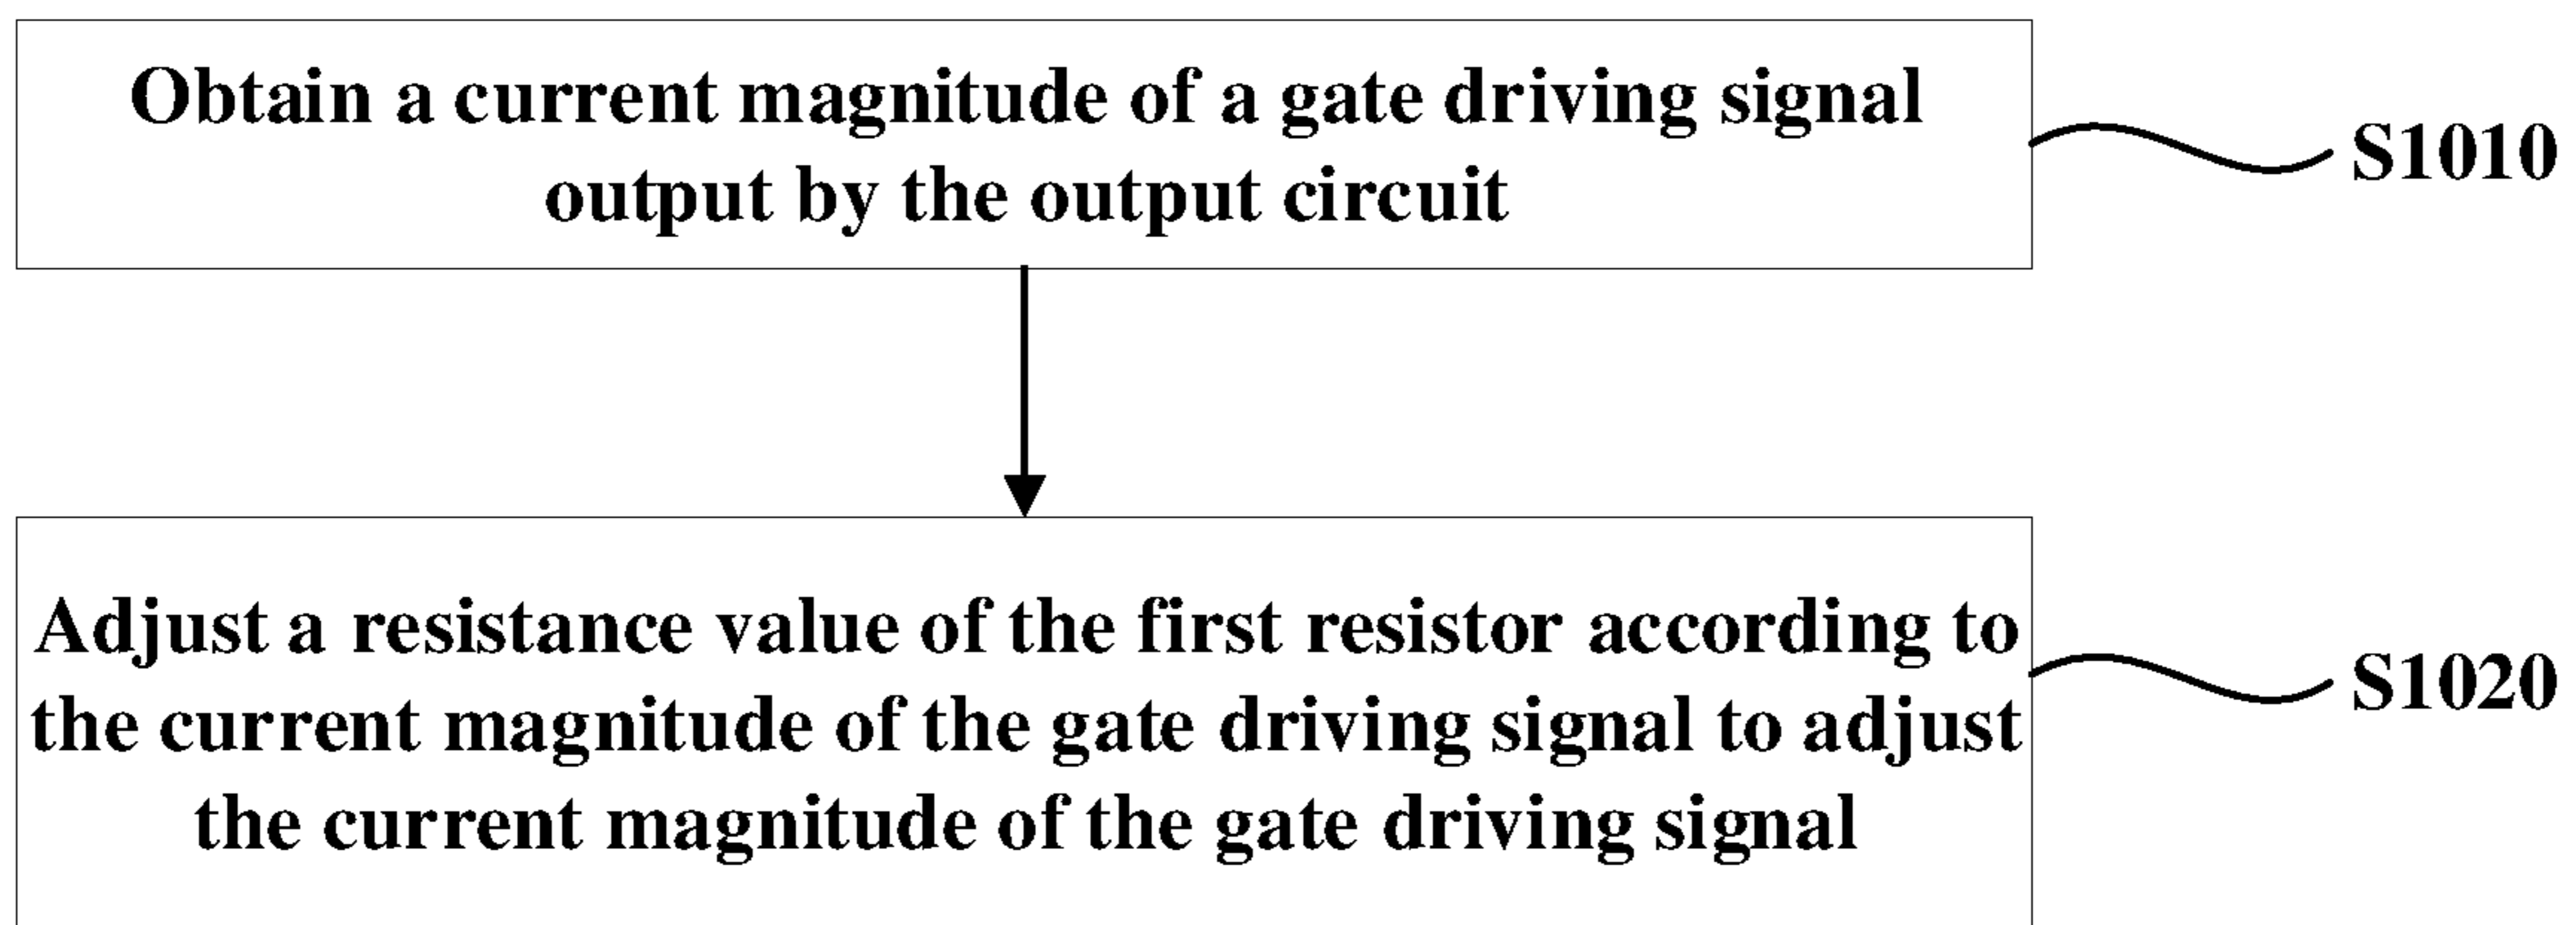 Obtain a current magnitude of a gate driving signal
output by the output circuit
S1010
Adjust a resistance value of the first resistor according to
the current magnitude of the gate driving signal to adjust
the current magnitude of the gate driving signal
S1020